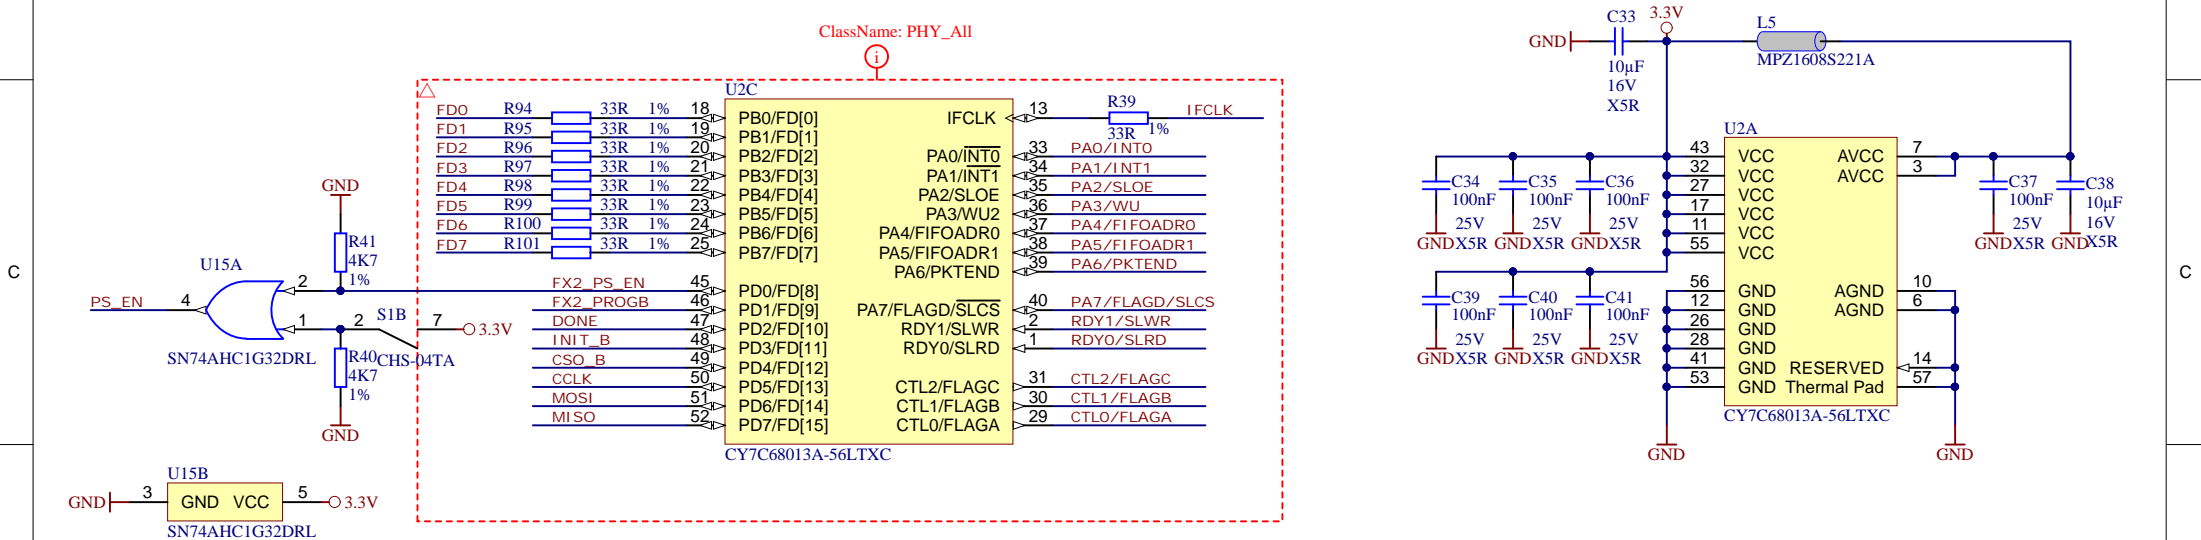 ClassName: PHY_All
i
U2C
FD0 R94 33R 1% 18 PB0/FD[0]
FD1 R95 33R 1% 19 PB1/FD[1]
FD2 R96 33R 1% 20 PB2/FD[2]
FD3 R97 33R 1% 21 PB3/FD[3]
FD4 R98 33R 1% 22 PB4/FD[4]
FD5 R99 33R 1% 23 PB5/FD[5]
FD6 R100 33R 1% 24 PB6/FD[6]
FD7 R101 33R 1% 25 PB7/FD[7]
FX2_PS_EN 45 PD0/FD[8]
FX2_PROGB 46 PD1/FD[9]
DONE 47 PD2/FD[10]
INIT_B 48 PD3/FD[11]
CSO_B 49 PD4/FD[12]
CCLK 50 PD5/FD[13]
MOSI 51 PD6/FD[14]
MISO 52 PD7/FD[15]
IFCLK 13 R39 33R 1% IFCLK
PA0/INT0 33 PA0/INT0
PA1/INT1 34 PA1/INT1
PA2/SLOE 35 PA2/SLOE
PA3/WU2 36 PA3/WU
PA4/FIFOADR0 37 PA4/FIFOADR0
PA5/FIFOADR1 38 PA5/FIFOADR1
PA6/PKTEND 39 PA6/PKTEND
PA7/FLAGD/SLCS 40 PA7/FLAGD/SLCS
RDY1/SLWR 2 RDY1/SLWR
RDY0/SLRD 1 RDY0/SLRD
CTL2/FLAGC 31 CTL2/FLAGC
CTL1/FLAGB 30 CTL1/FLAGB
CTL0/FLAGA 29 CTL0/FLAGA
CY7C68013A-56LTXC
GND
R41
4K7
1%
U15A
PS_EN 4
2
1
SN74AHC1G32DRL
S1B
2 7 3.3V
CHS-04TA
R40
4K7
1%
GND
U15B
GND 3 GND VCC 5 3.3V
SN74AHC1G32DRL
C
C33
GND
10µF
16V
X5R
3.3V
L5
MPZ1608S221A
U2A
43 VCC
32 VCC
27 VCC
17 VCC
11 VCC
55 VCC
56 GND
12 GND
26 GND
28 GND
41 GND
53 GND
AVCC 7
AVCC 3
AGND 10
AGND 6
RESERVED 14
Thermal Pad 57
CY7C68013A-56LTXC
C34
100nF
25V
GND X5R
C35
100nF
25V
GND X5R
C36
100nF
25V
GND X5R
C37
100nF
25V
GND X5R
C38
10µF
16V
GND X5R
C39
100nF
25V
GND X5R
C40
100nF
25V
GND X5R
C41
100nF
25V
GND X5R
GND
GND
C